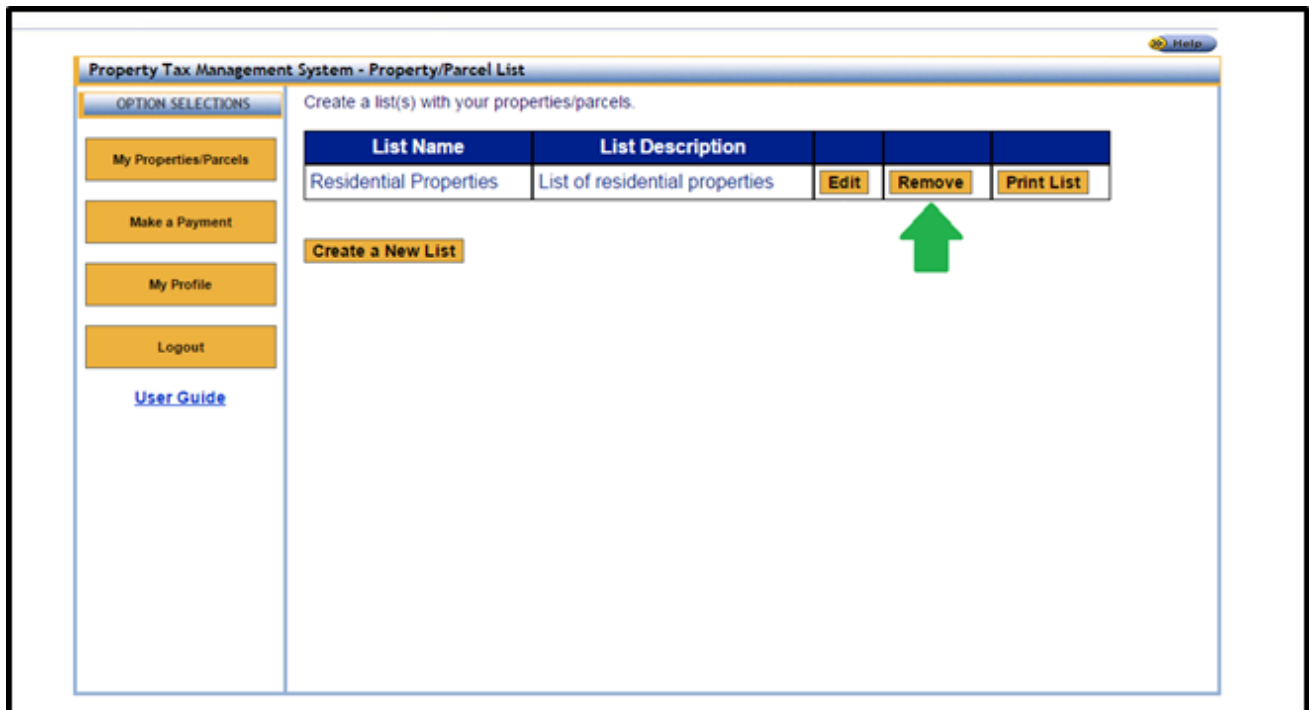 Help
Property Tax Management System - Property/Parcel List
OPTION SELECTIONS
Create a list(s) with your properties/parcels.
My Properties/Parcels
List Name List Description
Residential Properties List of residential properties Edit Remove Print List
Make a Payment
Create a New List
My Profile
Logout
User Guide